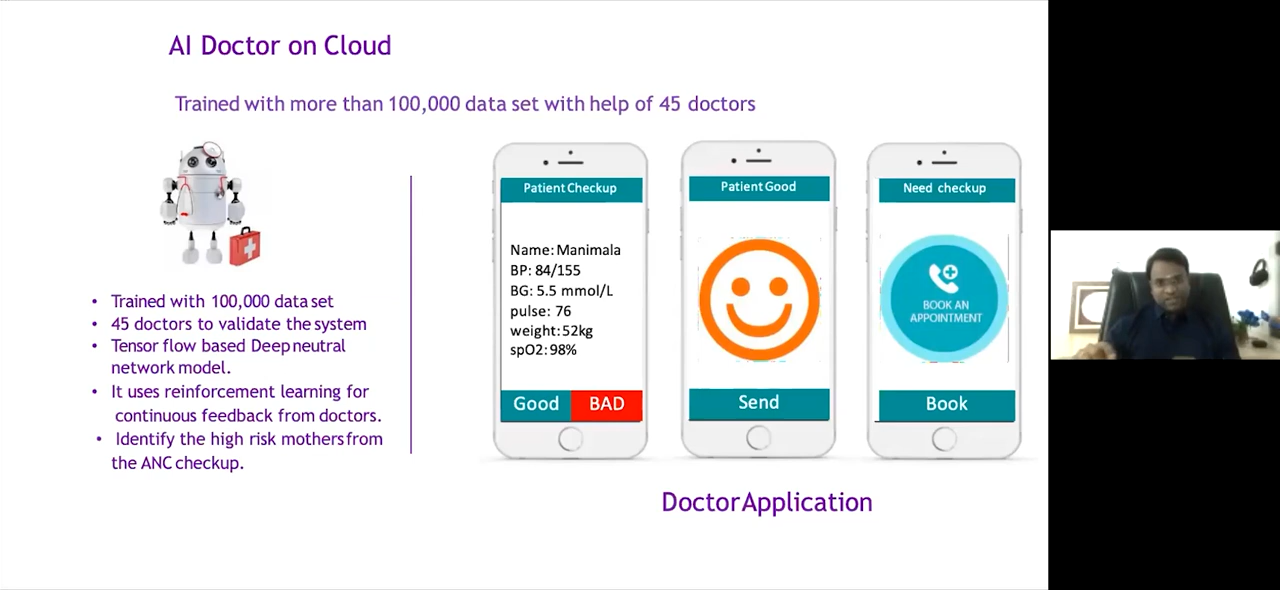 AI Doctor on Cloud
Trained with more than 100,000 data set with help of 45 doctors
• Trained with 100,000 data set
• 45 doctors to validate the system
• Tensor flow based Deep neutral
network model.
• It uses reinforcement learning for
continuous feedback from doctors.
• Identify the high risk mothers from
the ANC checkup.
Patient Checkup
Name: Manimala
BP: 84/155
BG: 5.5 mmol/L
pulse: 76
weight: 52kg
spO2: 98%
Good BAD
Patient Good
Send
Need checkup
BOOK AN
APPOINTMENT
Book
Doctor Application